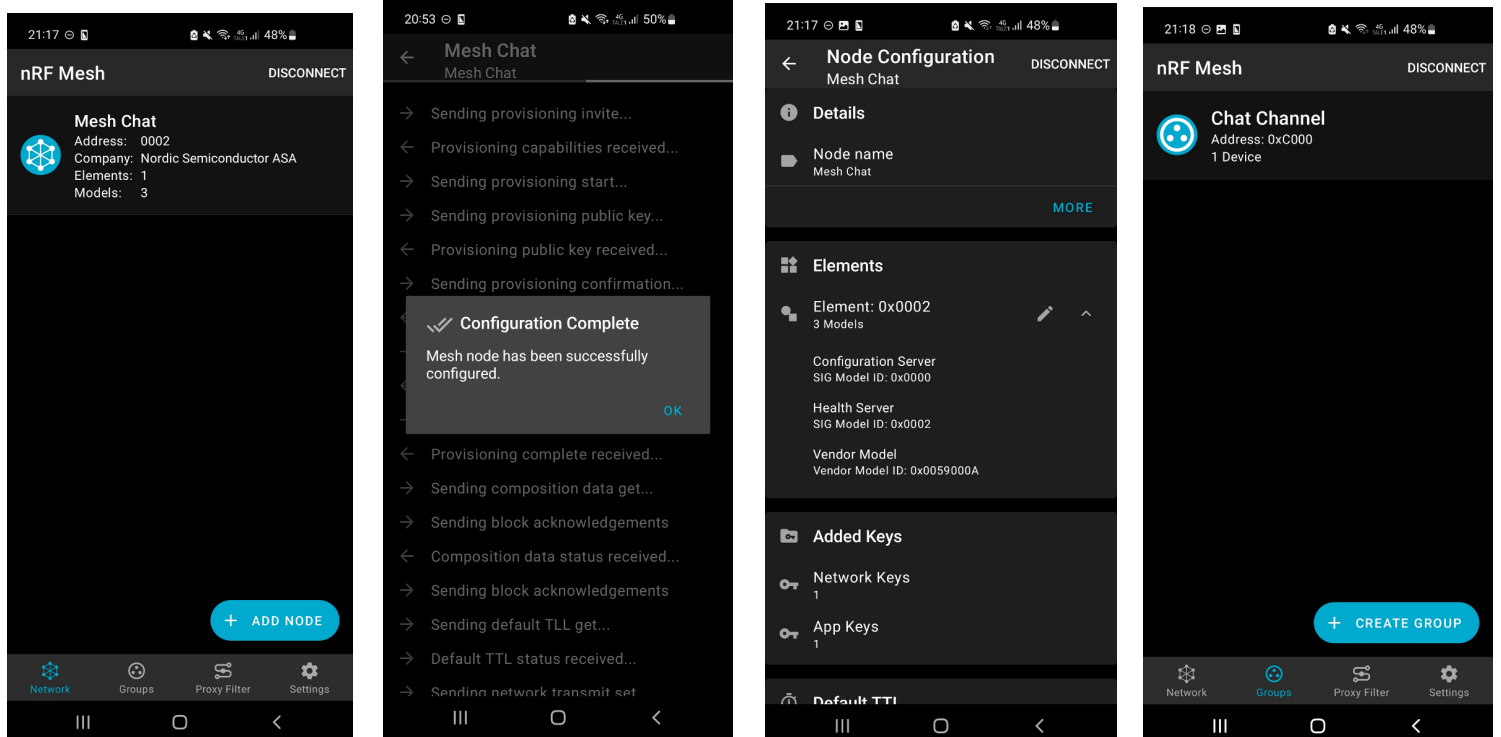 21:17
48%
nRF Mesh
DISCONNECT
Mesh Chat
Address: 0002
Company: Nordic Semiconductor ASA
Elements: 1
Models: 3
+ ADD NODE
Network
Groups
Proxy Filter
Settings
20:53
50%
Mesh Chat
Mesh Chat
Sending provisioning invite...
Provisioning capabilities received...
Sending provisioning start...
Sending provisioning public key...
Provisioning public key received...
Sending provisioning confirmation...
Configuration Complete
Mesh node has been successfully
configured.
OK
Provisioning complete received...
Sending composition data get...
Sending block acknowledgements
Composition data status received...
Sending block acknowledgements
Sending default TLL get...
Default TTL status received...
Sending network transmit set
21:17
48%
Node Configuration
DISCONNECT
Mesh Chat
Details
Node name
Mesh Chat
MORE
Elements
Element: 0x0002
3 Models
Configuration Server
SIG Model ID: 0x0000
Health Server
SIG Model ID: 0x0002
Vendor Model
Vendor Model ID: 0x0059000A
Added Keys
Network Keys
1
App Keys
1
Default TTL
21:18
48%
nRF Mesh
DISCONNECT
Chat Channel
Address: 0xC000
1 Device
+ CREATE GROUP
Network
Groups
Proxy Filter
Settings